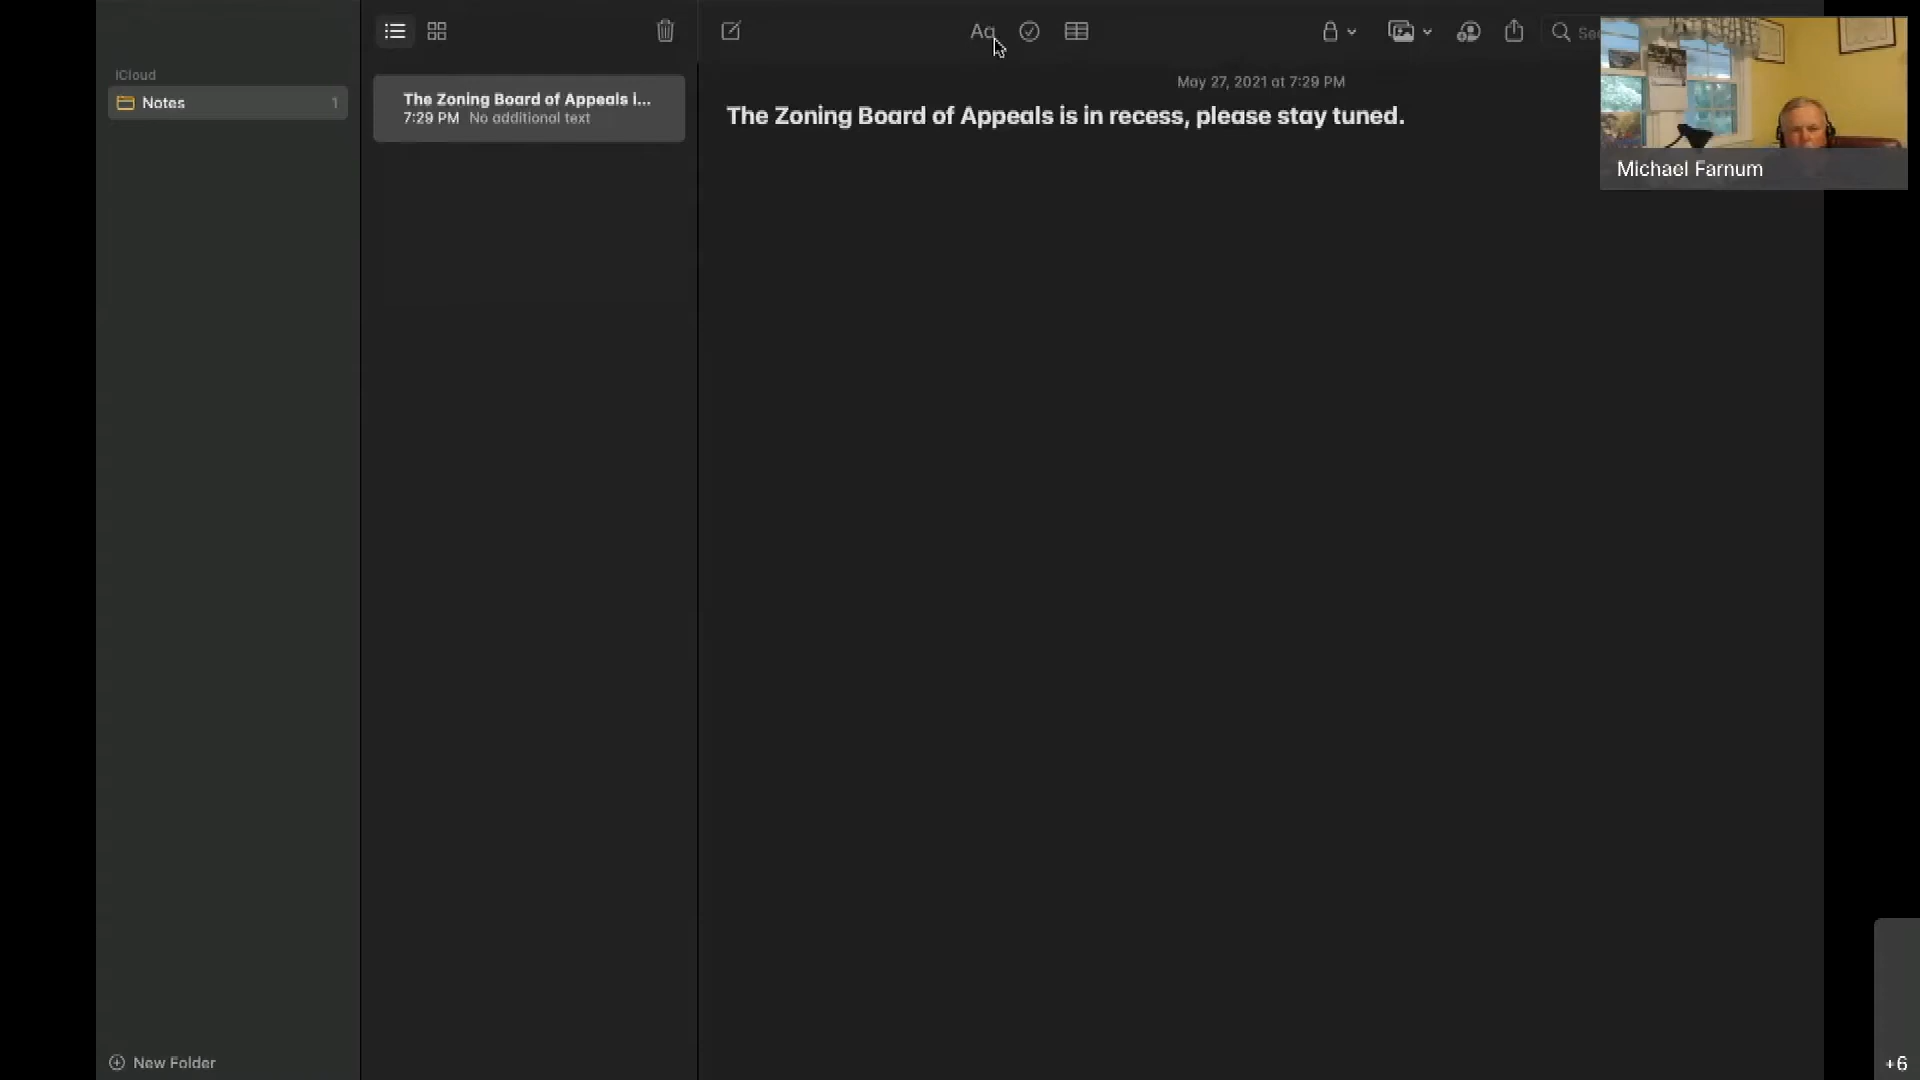 iCloud
Notes 1
The Zoning Board of Appeals i...
7:29 PM No additional text
Aa
May 27, 2021 at 7:29 PM
The Zoning Board of Appeals is in recess, please stay tuned.
Michael Farnum
New Folder
+6